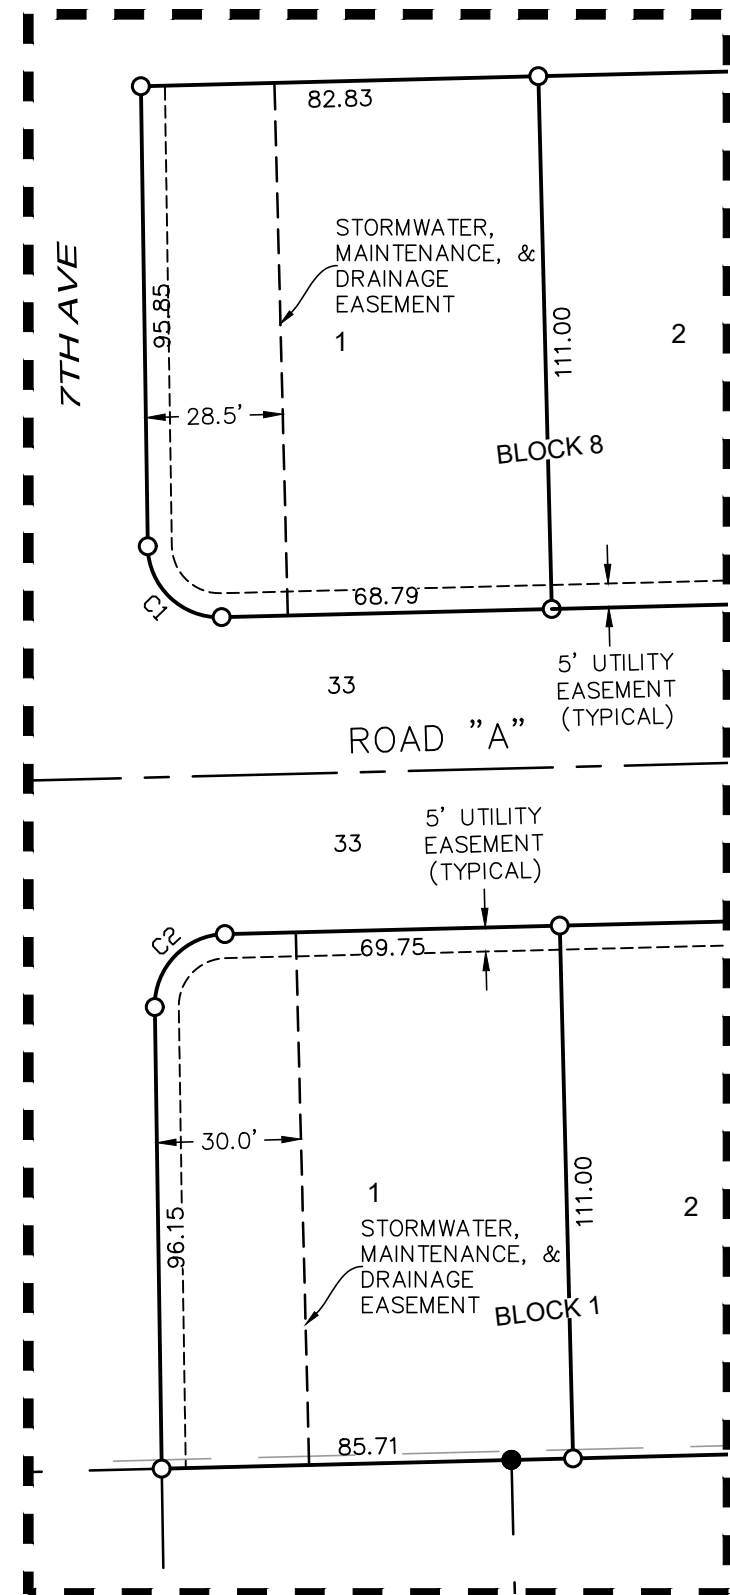 82.83
STORMWATER,
MAINTENANCE, &
DRAINAGE
EASEMENT
7TH AVE
95.85
1
111.00
2
28.5'
BLOCK 8
68.79
C1
33
5' UTILITY
EASEMENT
(TYPICAL)
ROAD "A"
33
5' UTILITY
EASEMENT
(TYPICAL)
C2
69.75
30.0'
1
111.00
2
96.15
STORMWATER,
MAINTENANCE, &
DRAINAGE
EASEMENT
BLOCK 1
85.71